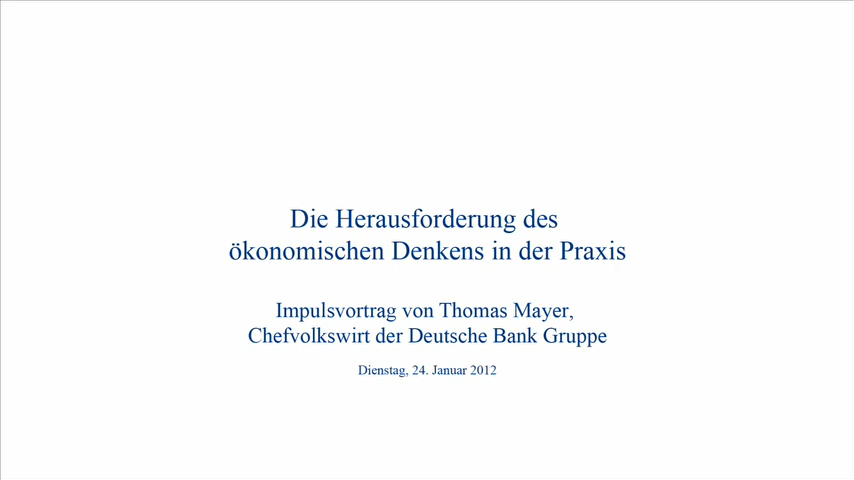 Die Herausforderung des
ökonomischen Denkens in der Praxis
Impulsvortrag von Thomas Mayer,
Chefvolkswirt der Deutsche Bank Gruppe
Dienstag, 24. Januar 2012